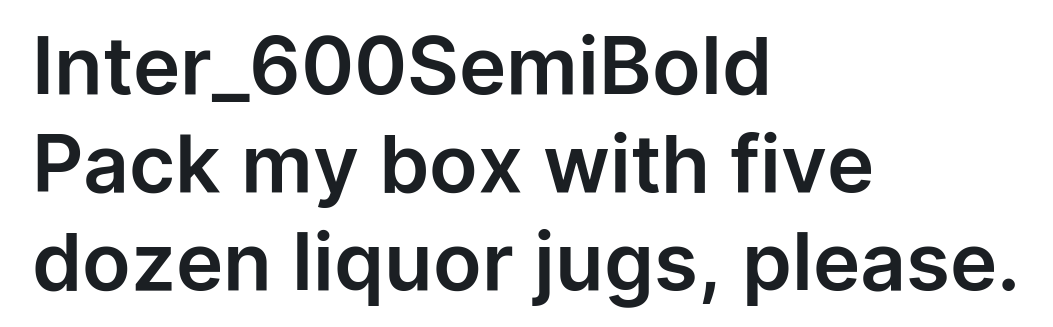 Inter_600SemiBold
Pack my box with five
dozen liquor jugs, please.